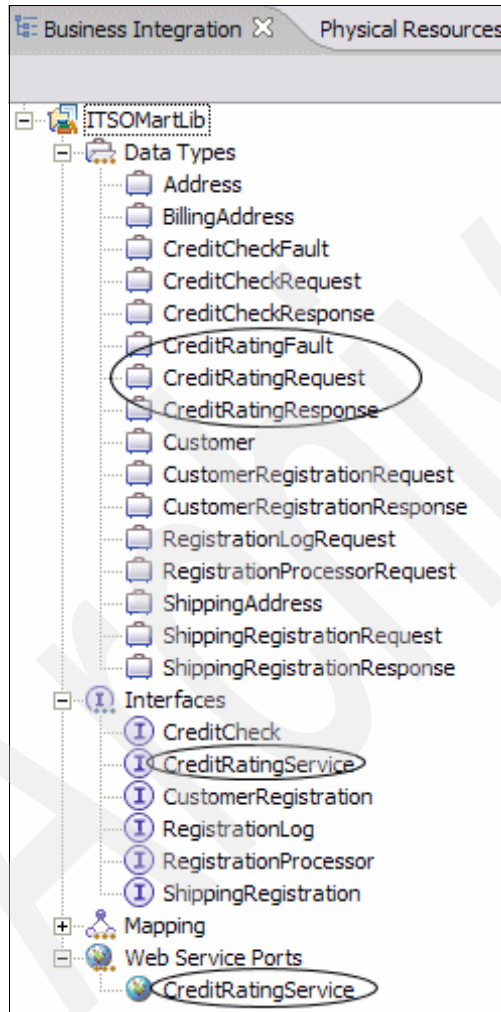 Business Integration Physical Resources
ITSOMartLib
Data Types
Address
BillingAddress
CreditCheckFault
CreditCheckRequest
CreditCheckResponse
CreditRatingFault
CreditRatingRequest
CreditRatingResponse
Customer
CustomerRegistrationRequest
CustomerRegistrationResponse
RegistrationLogRequest
RegistrationProcessorRequest
ShippingAddress
ShippingRegistrationRequest
ShippingRegistrationResponse
Interfaces
CreditCheck
CreditRatingService
CustomerRegistration
RegistrationLog
RegistrationProcessor
ShippingRegistration
Mapping
Web Service Ports
CreditRatingService